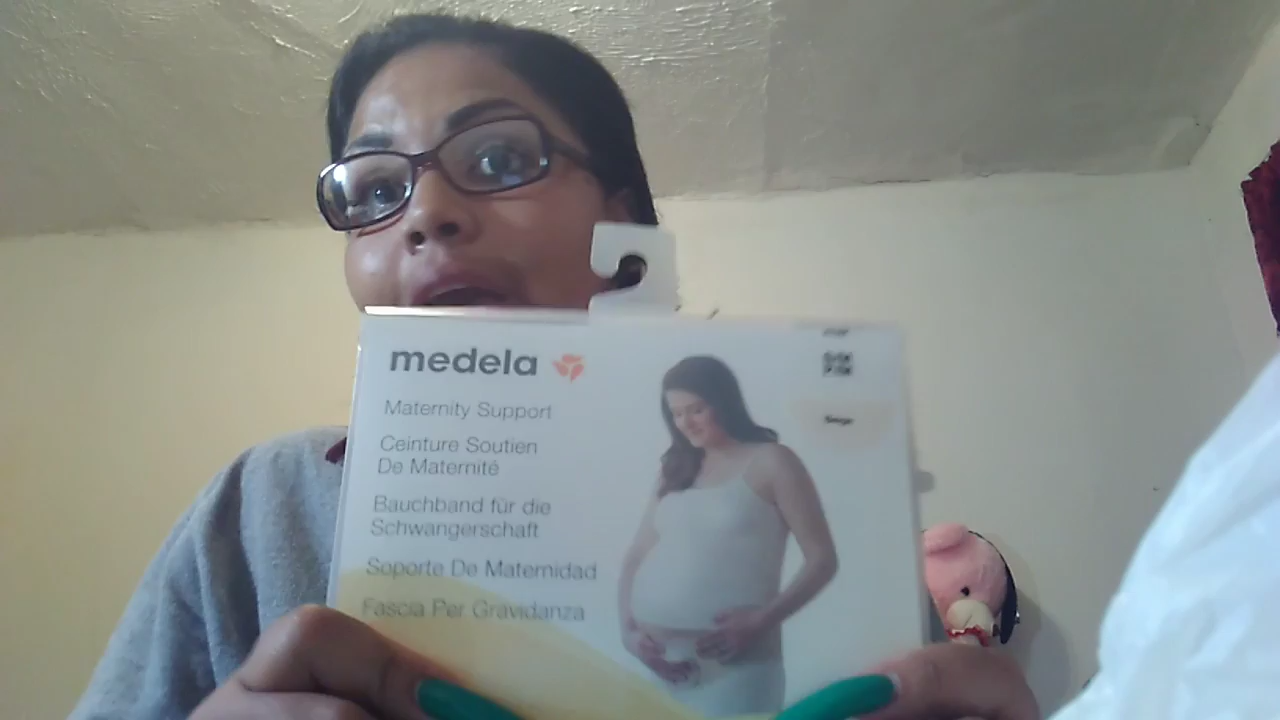 medela
Maternity Support
Ceinture Soutien
De Maternité
Bauchband für die
Schwangerschaft
Soporte De Maternidad
Fascia Per Gravidanza